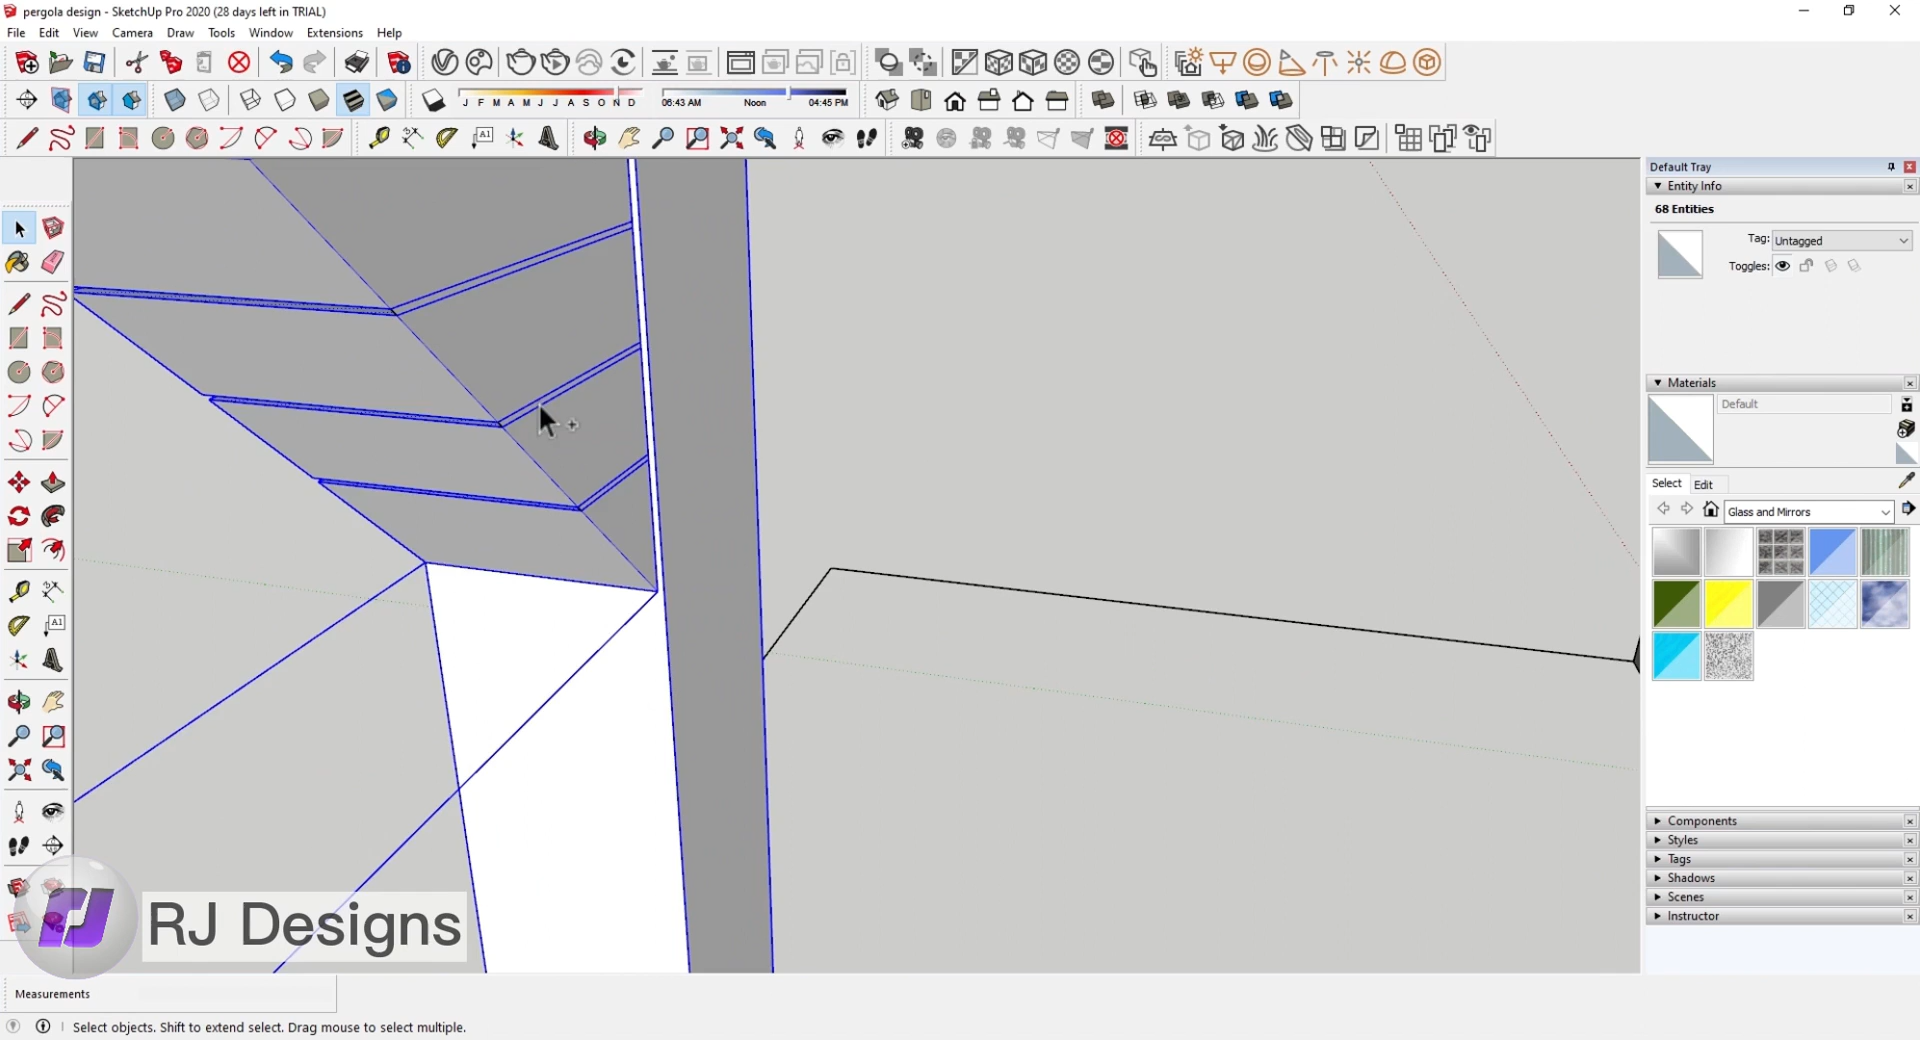 pergola design - SketchUp Pro 2020 (28 days left in TRIAL)
File Edit View Camera Draw Tools Window Extensions Help
J F M A M J J A S O N D
06:43 AM Noon 04:45 PM
A1
Default Tray
Entity Info
68 Entities
Tag: Untagged
Toggles:
A1
Materials
Default
Select Edit
Glass and Mirrors
Components
Styles
Tags
Shadows
Scenes
Instructor
RJ Designs
Measurements
Select objects. Shift to extend select. Drag mouse to select multiple.